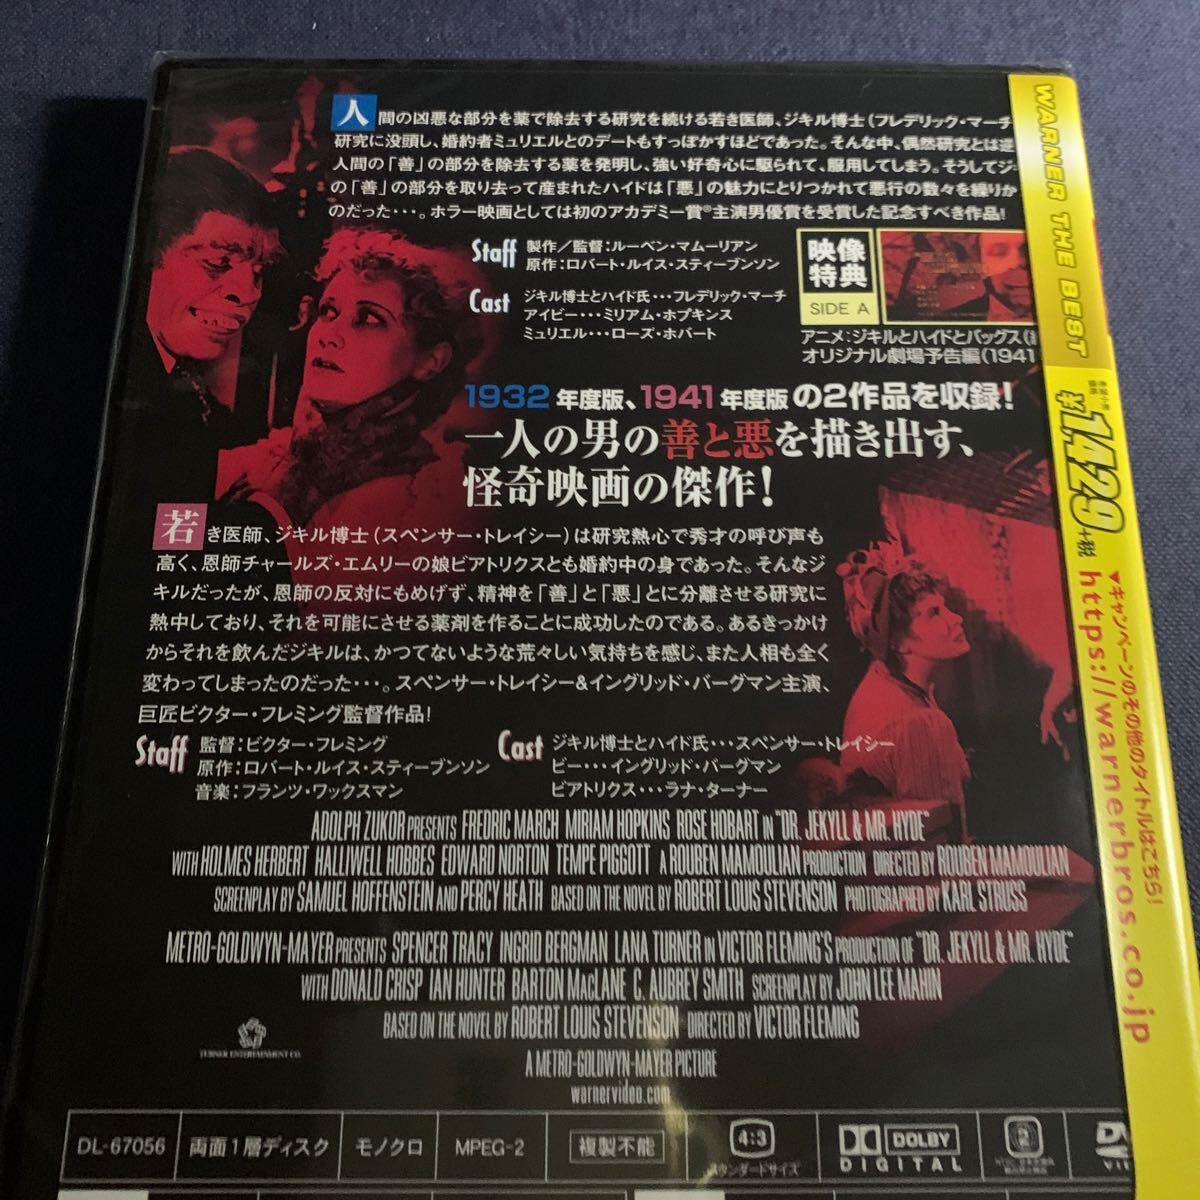 人間の凶悪な部分を薬で除去する研究を続ける若き医師、ジキル博士(フレデリック・マーチ
研究に没頭し、婚約者ミュリエルとのデートもすっぽかすほどであった。そんな中、偶然研究とは逆
人間の「善」の部分を除去する薬を発明し、強い好奇心に駆られて、服用してしまう。そうしてジ
の「善」の部分を取り去って産まれたハイドは「悪」の魅力にとりつかれて悪行の数々を繰りか
のだった・・・。ホラー映画としては初のアカデミー賞®主演男優賞を受賞した記念すべき作品!
Staff 製作/監督:ルーベン・マムーリアン
原作:ロバート・ルイス・スティーブンソン
Cast ジキル博士とハイド氏・・・フレデリック・マーチ
アイビー・・・ミリアム・ホプキンス
ミュリエル・・・ローズ・ホバート
映像
特典
SIDE A
アニメ:ジキルとハイドとバッグス(
オリジナル劇場予告編(1941
1932年度版、1941年度版の2作品を収録!
一人の男の善と悪を描き出す、
怪奇映画の傑作!
若き医師、ジキル博士(スペンサー・トレイシー)は研究熱心で秀才の呼び声も
高く、恩師チャールズ・エムリーの娘ビアトリクスとも婚約中の身であった。そんなジ
キルだったが、恩師の反対にもめげず、精神を「善」と「悪」とに分離させる研究に
熱中しており、それを可能にさせる薬剤を作ることに成功したのである。あるきっかけ
からそれを飲んだジキルは、かつてないような荒々しい気持ちを感じ、また人相も全く
変わってしまったのだった・・・。スペンサー・トレイシー&イングリッド・バーグマン主演、
巨匠ビクター・フレミング監督作品!
Staff 監督:ビクター・フレミング
原作:ロバート・ルイス・スティーブンソン
音楽:フランツ・ワックスマン
Cast ジキル博士とハイド氏・・・スペンサー・トレイシー
ビー・・・イングリッド・バーグマン
ビアトリクス・・・ラナ・ターナー
ADOLPH ZUKOR PRESENTS FREDRIC MARCH MIRIAM HOPKINS ROSE HOBART IN "DR. JEKYLL & MR. HYDE"
WITH HOLMES HERBERT HALLIWELL HOBBES EDWARD NORTON TEMPE PIGGOTT A ROUBEN MAMOULIAN PRODUCTION DIRECTED BY ROUBEN MAMOULIAN
SCREENPLAY BY SAMUEL HOFFENSTEIN AND PERCY HEATH BASED ON THE NOVEL BY ROBERT LOUIS STEVENSON PHOTOGRAPHED BY KARL STRUSS
METRO-GOLDWYN-MAYER PRESENTS SPENCER TRACY INGRID BERGMAN LANA TURNER IN VICTOR FLEMING'S PRODUCTION OF "DR. JEKYLL & MR. HYDE"
WITH DONALD CRISP IAN HUNTER BARTON MACLANE C. AUBREY SMITH SCREENPLAY BY JOHN LEE MAHIN
BASED ON THE NOVEL BY ROBERT LOUIS STEVENSON DIRECTED BY VICTOR FLEMING
TURNER ENTERTAINMENT CO.
A METRO-GOLDWYN-MAYER PICTURE
warnervideo.com
DL-67056 両面1層ディスク モノクロ MPEG-2 複製不能 4:3 DOLBY
スタンダードサイズ DIGITAL
WARNER THE BEST
¥1,429+税
▼キャンペーンのその他のタイトルはこちら!
https://warnerbros.co.jp